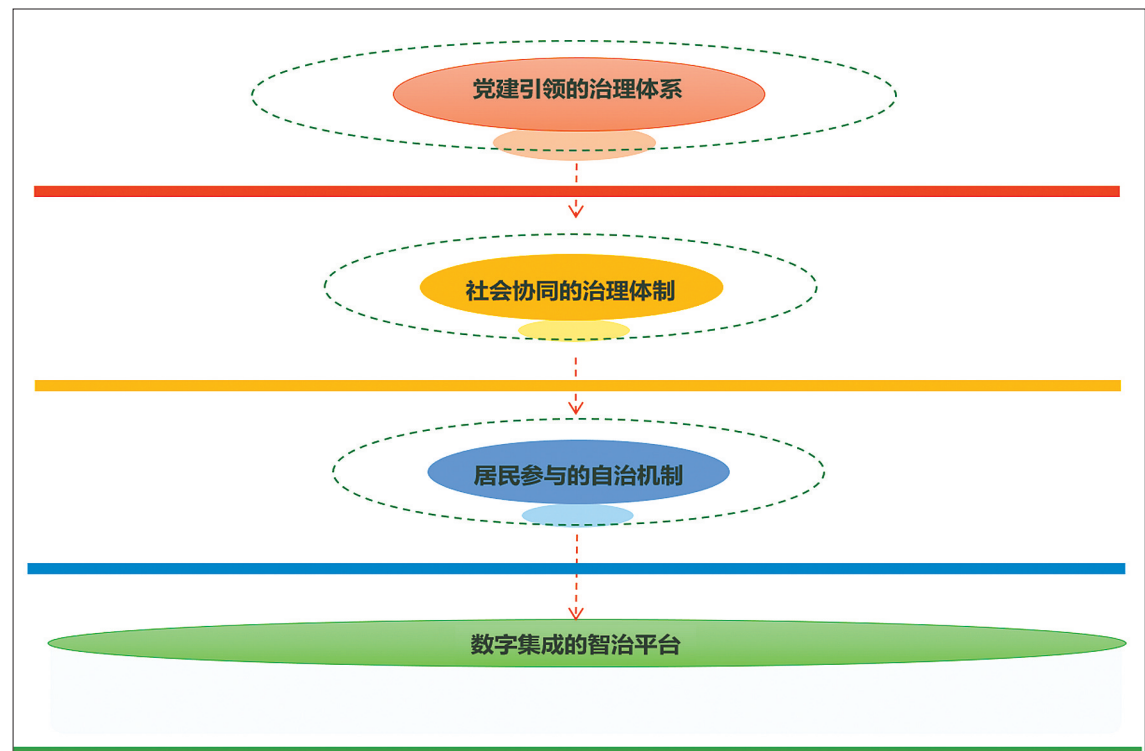 党建引领的治理体系
社会协同的治理体制
居民参与的自治机制
数字集成的智治平台